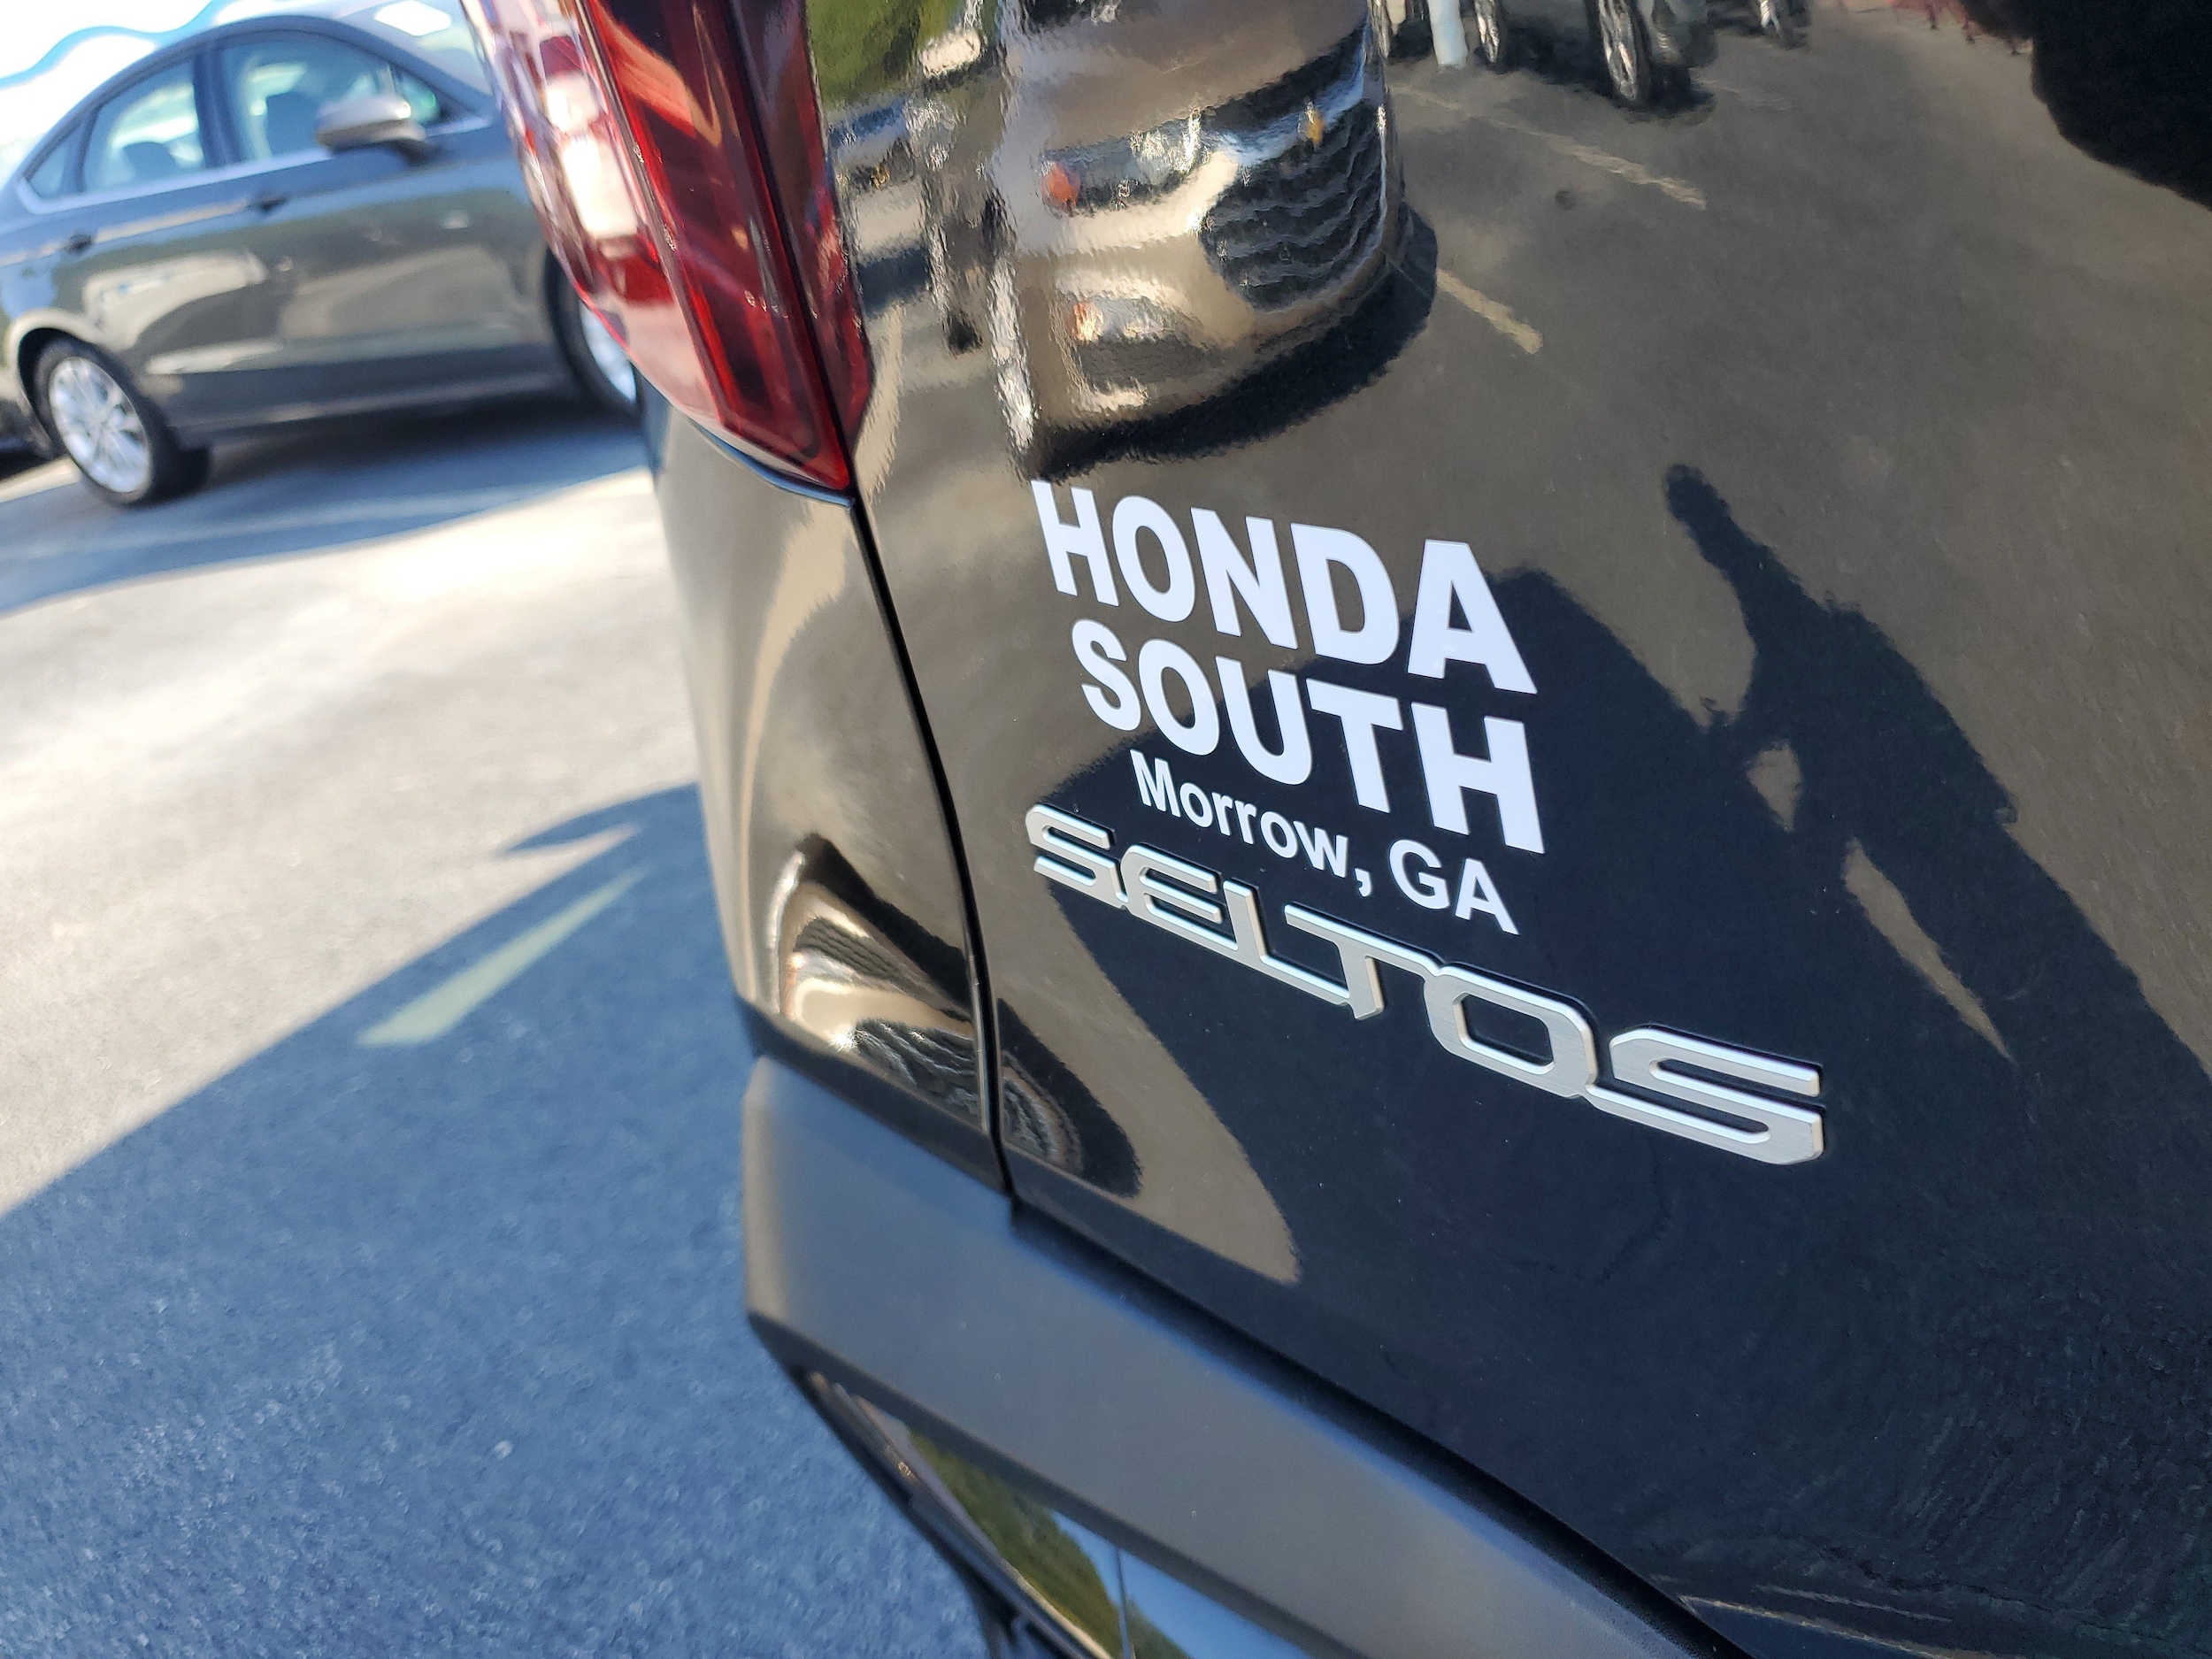 HONDA
SOUTH
Morrow, GA
SELTOS